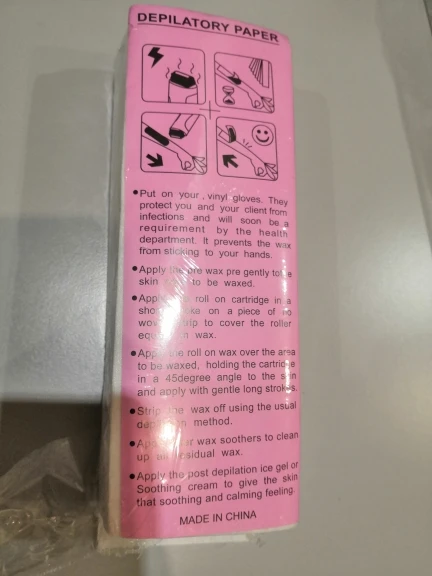 DEPILATORY PAPER
•Put on your , vinyl gloves. They
protect you and your client from
infections and will soon be a
requirement by the health
department. It prevents the wax
from sticking to your hands.
•Apply the pre wax pre gently to
skin to be waxed.
• roll on cartridge in a
on a piece of no
to cover the roller
wax.
• the roll on wax over the area
to be waxed, holding the cartridge
in a 45degree angle to the skin
and apply with gentle long strokes.
•Strip the wax off using the usual
method.
• wax soothers to clean
up residual wax.
•Apply the post depilation ice gel or
Soothing cream to give the skin
that soothing and calming feeling.
MADE IN CHINA